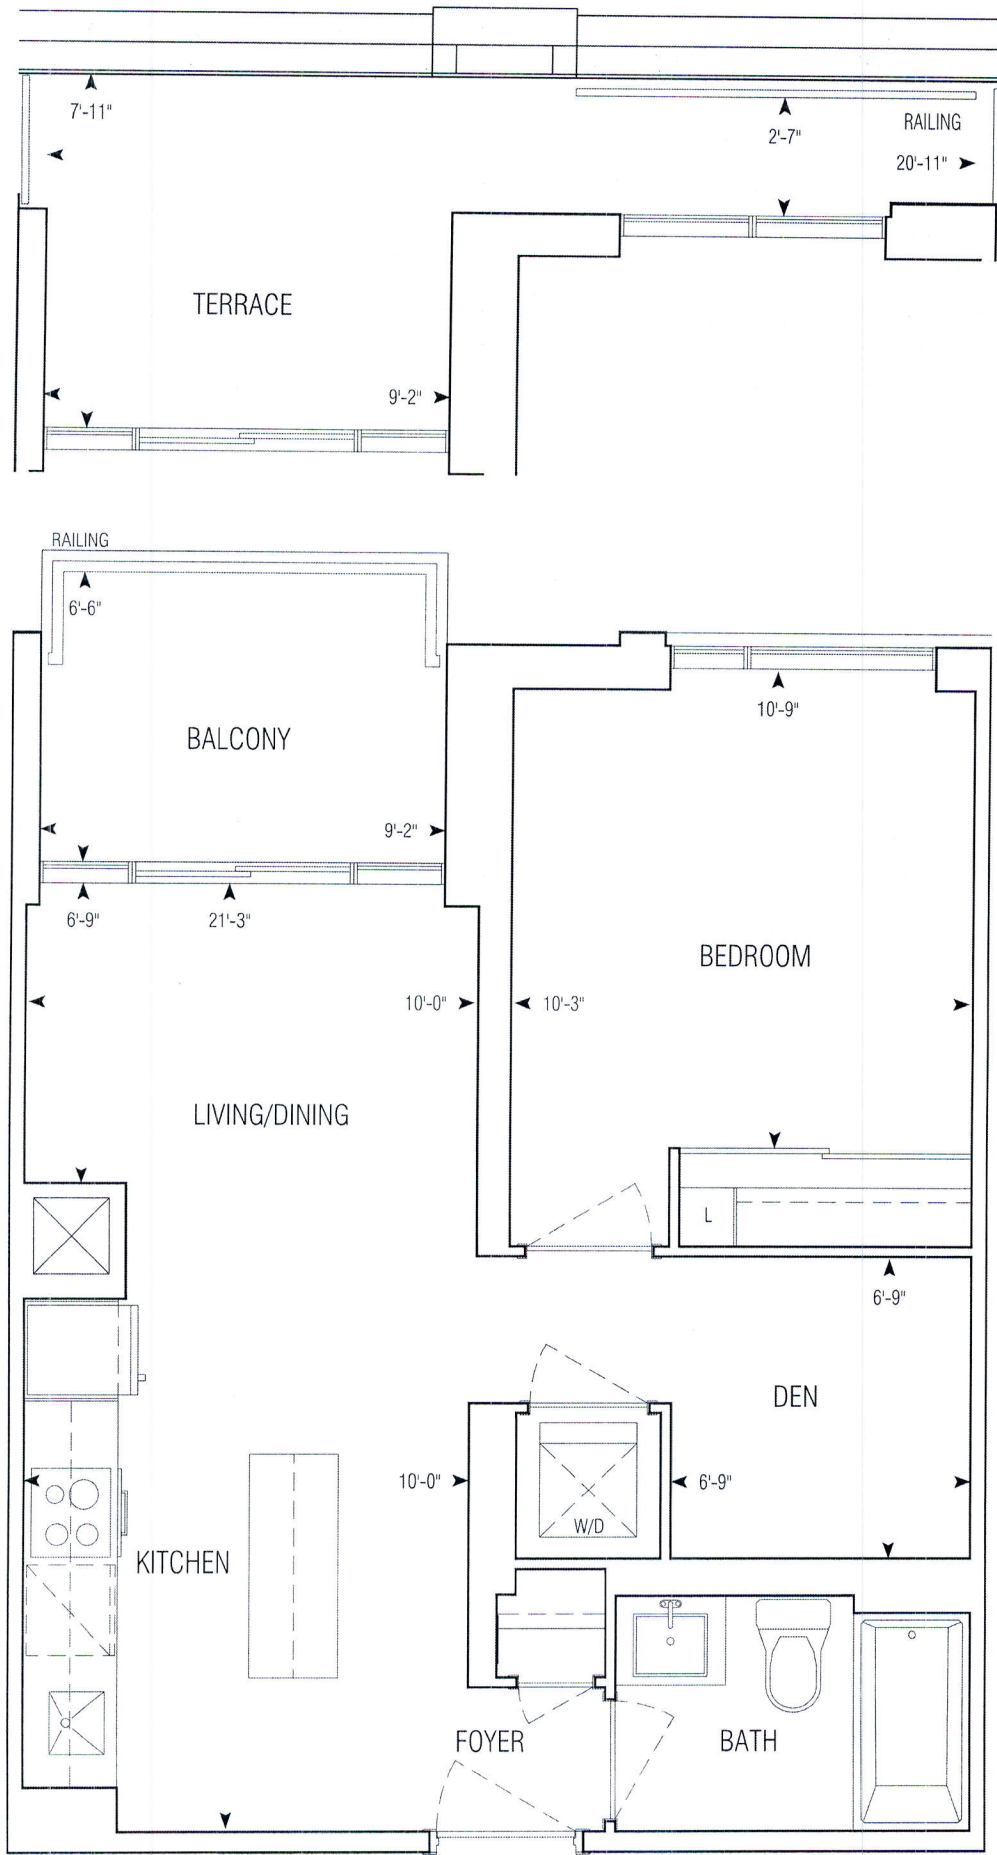 7'-11"
2'-7"
RAILING
20'-11"
TERRACE
9'-2"
RAILING
6'-6"
10'-9"
BALCONY
9'-2"
6'-9"
21'-3"
BEDROOM
10'-0"
10'-3"
LIVING/DINING
L
6'-9"
DEN
10'-0"
6'-9"
W/D
KITCHEN
FOYER
BATH